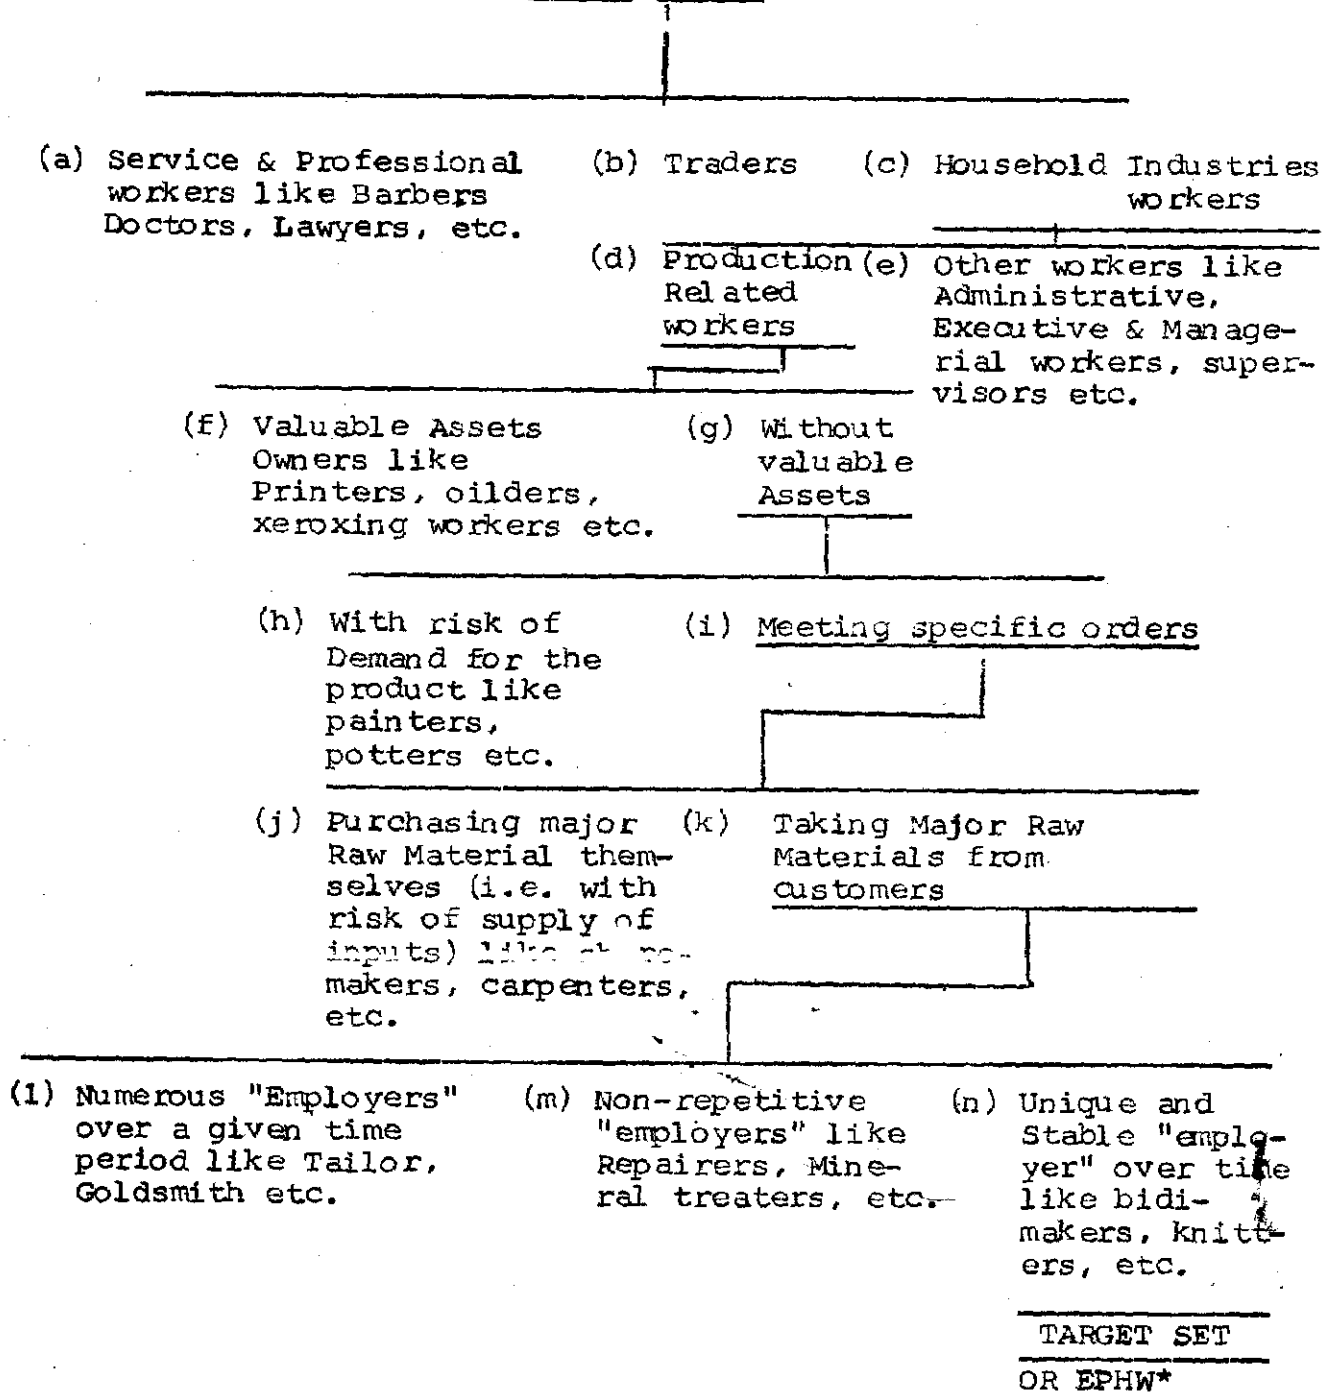 (a) Service & Professional
workers like Barbers
Doctors, Lawyers, etc.
(b) Traders
(c) Household Industries
workers
(d) Production
Related
workers
(e) Other workers like
Administrative,
Executive & Manage-
rial workers, super-
visors etc.
(f) Valuable Assets
Owners like
Printers, oilders,
xeroxing workers etc.
(g) Without
valuable
Assets
(h) With risk of
Demand for the
product like
painters,
potters etc.
(i) Meeting specific orders
(j) Purchasing major
Raw Material them-
selves (i.e. with
risk of supply of
inputs) like
makers, carpenters,
etc.
(k) Taking Major Raw
Materials from
customers
(l) Numerous "Employers"
over a given time
period like Tailor,
Goldsmith etc.
(m) Non-repetitive
"employers" like
Repairers, Mine-
ral treaters, etc.
(n) Unique and
Stable "emplo-
yer" over time
like bidi-
makers, knitt-
ers, etc.
TARGET SET
OR EPHW*